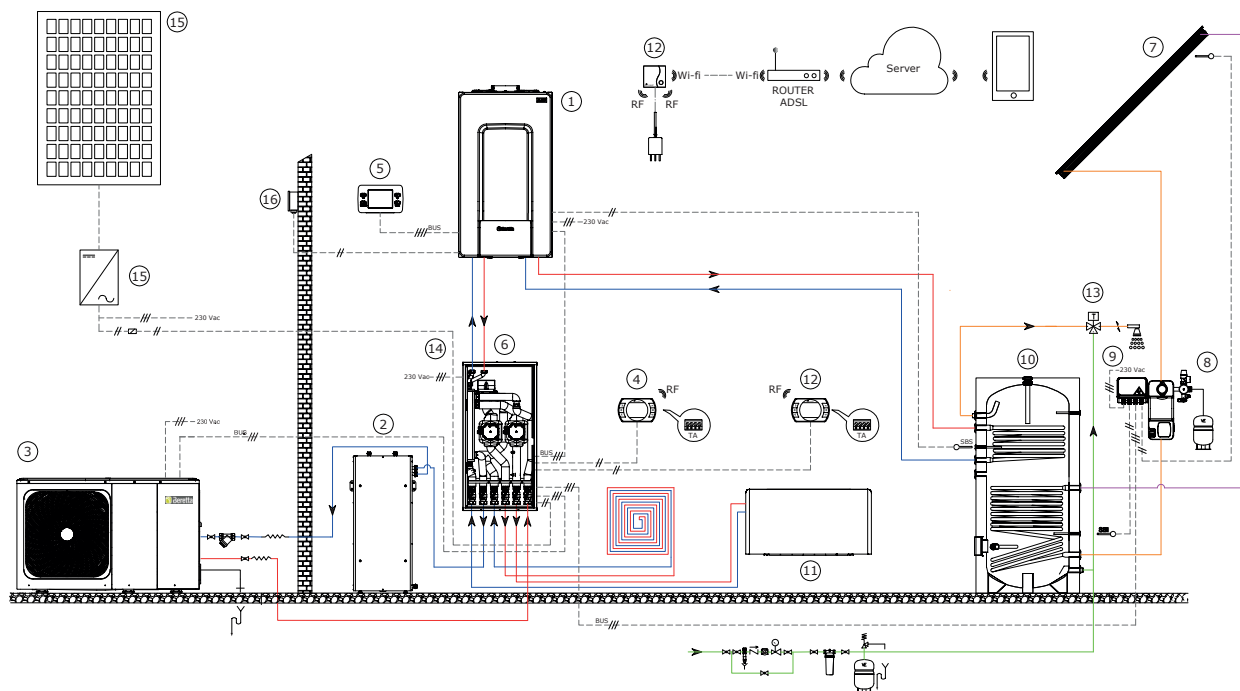 15
7
12
Wi-fi
Wi-fi
RF
RF
ROUTER
ADSL
Server
1
5
16
BUS
230 Vac
15
230 Vac
13
14
6
230 Vac
4
RF
TA
12
RF
TA
10
9
230 Vac
8
2
230 Vac
BUS
3
Beretta
BUS
SBS
11
BUS